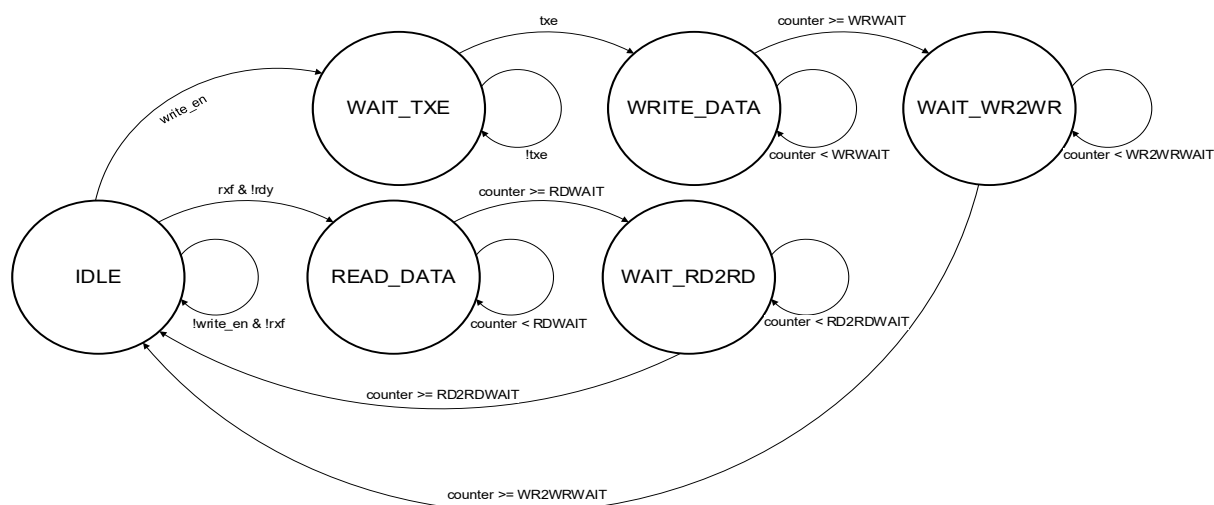 txe
counter >= WRWAIT
write_en
WAIT_TXE
WRITE_DATA
WAIT_WR2WR
!txe
counter < WRWAIT
counter < WR2WRWAIT
rxf & !rdy
counter >= RDWAIT
IDLE
READ_DATA
WAIT_RD2RD
!write_en & !rxf
counter < RDWAIT
counter < RD2RDWAIT
counter >= RD2RDWAIT
counter >= WR2WRWAIT